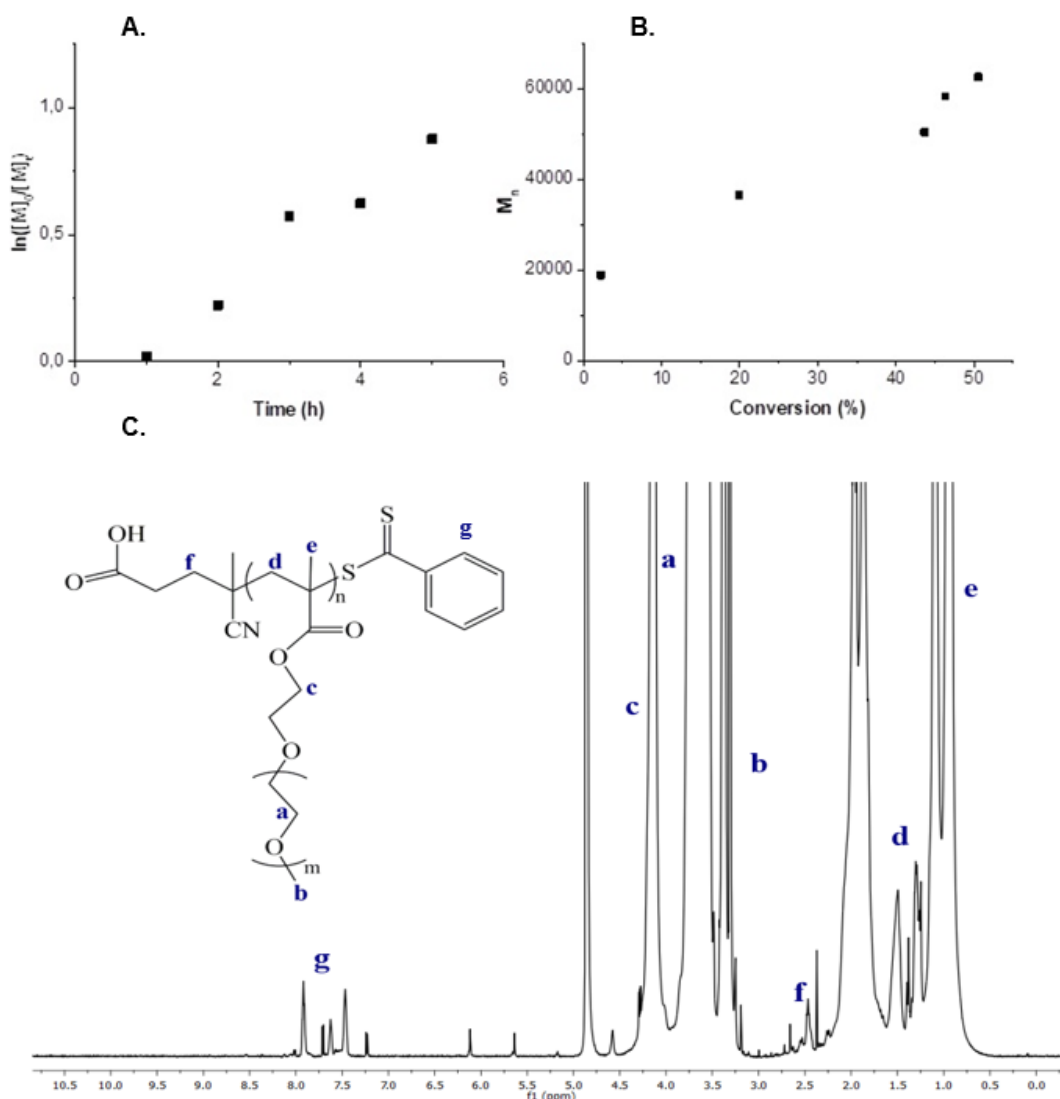 A.
ln([M]₀/[M]ₜ)
1,0
0,5
0,0
0 2 4 6
Time (h)
B.
Mₙ
60000
40000
20000
0
0 10 20 30 40 50
Conversion (%)
C.
OH
O
f
CN
d
e
n
S
S
g
O
O
c
O
a
O
m
b
g
c
a
b
f
d
e
10.5 10.0 9.5 9.0 8.5 8.0 7.5 7.0 6.5 6.0 5.5 5.0 4.5 4.0 3.5 3.0 2.5 2.0 1.5 1.0 0.5 0.0
f1 (ppm)